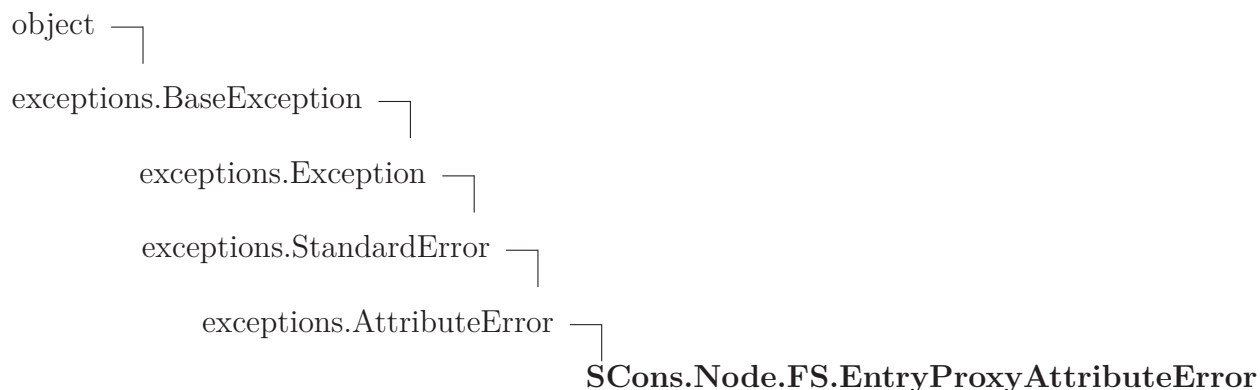 object
exceptions.BaseException
exceptions.Exception
exceptions.StandardError
exceptions.AttributeError
SCons.Node.FS.EntryProxyAttributeError